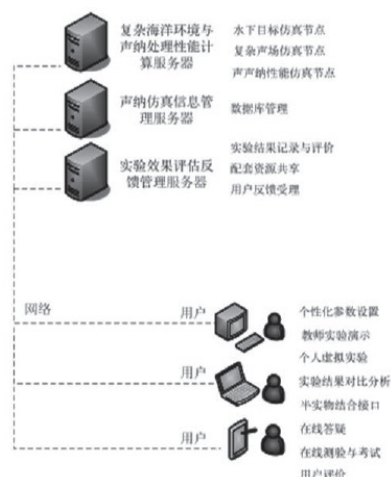 复杂海洋环境与
声纳处理性能计
算服务器
水下目标仿真节点
复杂声场仿真节点
声声纳性能仿真节点
声纳仿真信息管
理服务器
数据库管理
实验效果评估反
馈管理服务器
实验结果记录与评价
配套资源共享
用户反馈受理
网络
用户
个性化参数设置
教师实验演示
个人虚拟实验
用户
实验结果对比分析
半实物结合接口
用户
在线答疑
在线测验与考试
用户评价